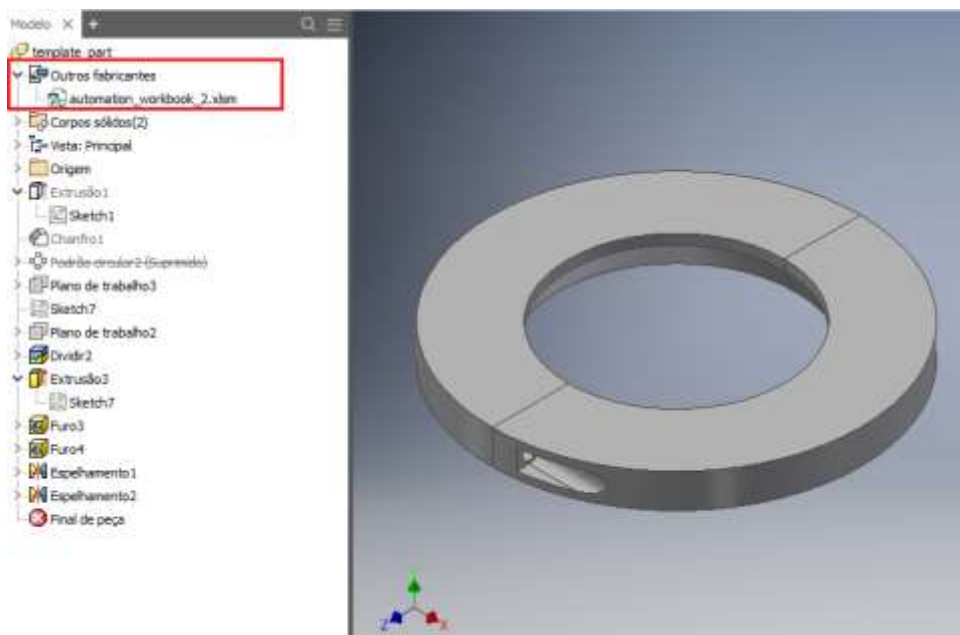 Modelo × +
template_part
Outros fabricantes
automation_workbook_2.xlsm
Corpos sólidos(2)
Vista: Principal
Origem
Extrusão1
Sketch1
Chanfro1
Padrão circular2 (Suprimido)
Plano de trabalho3
Sketch7
Plano de trabalho2
Dividir2
Extrusão3
Sketch7
Furo3
Furo4
Espelhamento1
Espelhamento2
Final de peça
Y
Z
X